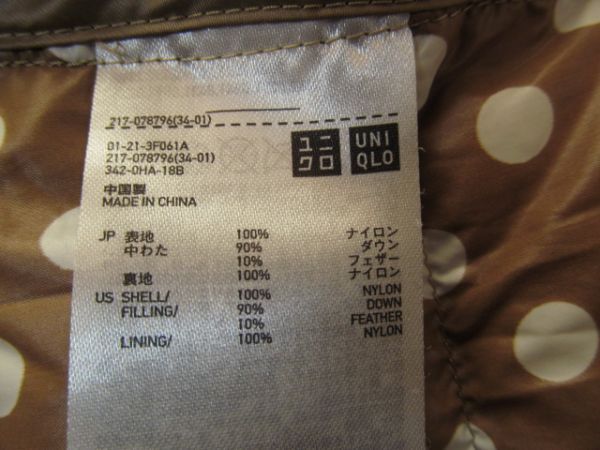 217-078796(34-01)
01-21-3F061A
217-078796(34-01)
342-0HA-18B
ユニ
クロ
UNI
QLO
中国製
MADE IN CHINA
JP 表地 100% ナイロン
中わた 90% ダウン
10% フェザー
裏地 100% ナイロン
US SHELL/ 100% NYLON
FILLING/ 90% DOWN
10% FEATHER
LINING/ 100% NYLON